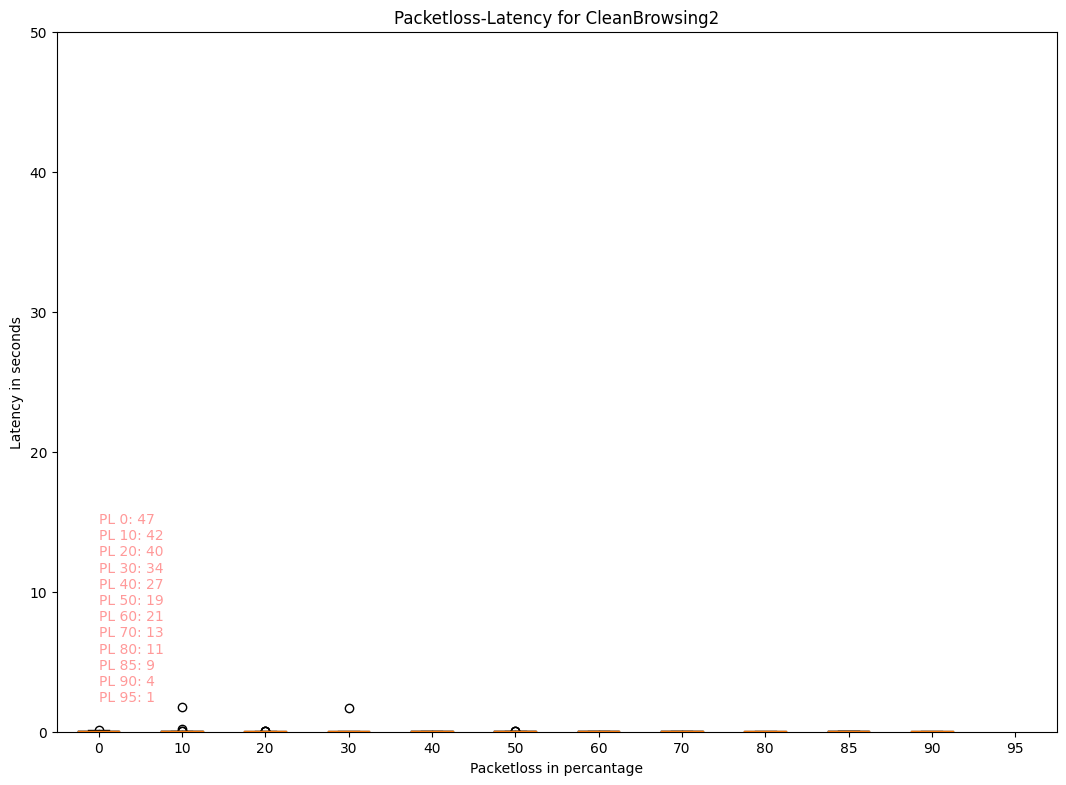 Packetloss-Latency for CleanBrowsing2
50
40
30
20
10
0
Latency in seconds
PL 0: 47
PL 10: 42
PL 20: 40
PL 30: 34
PL 40: 27
PL 50: 19
PL 60: 21
PL 70: 13
PL 80: 11
PL 85: 9
PL 90: 4
PL 95: 1
0 10 20 30 40 50 60 70 80 85 90 95
Packetloss in percantage